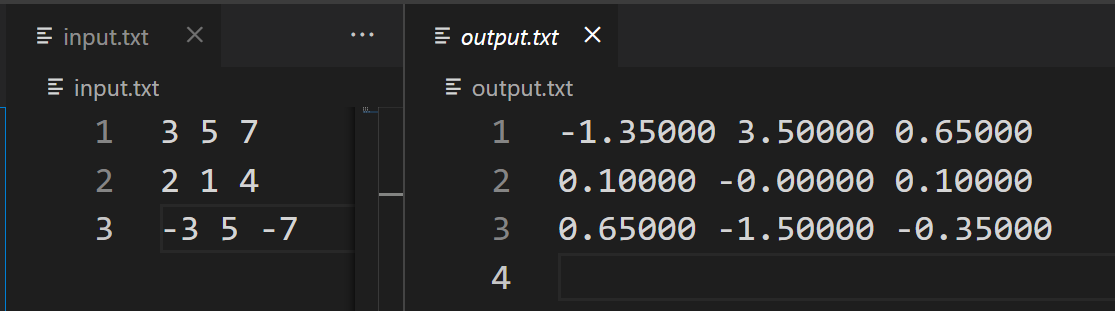 input.txt
input.txt
1 3 5 7
2 2 1 4
3 -3 5 -7
output.txt
output.txt
1 -1.35000 3.50000 0.65000
2 0.10000 -0.00000 0.10000
3 0.65000 -1.50000 -0.35000
4